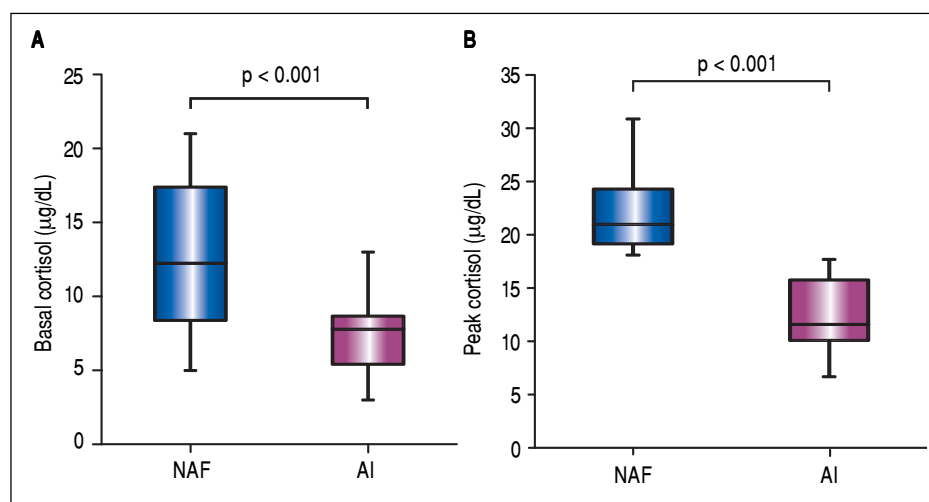 A
Basal cortisol (µg/dL)
25
20
15
10
5
0
p < 0.001
NAF
AI
B
Peak cortisol (µg/dL)
35
30
25
20
15
10
5
0
p < 0.001
NAF
AI